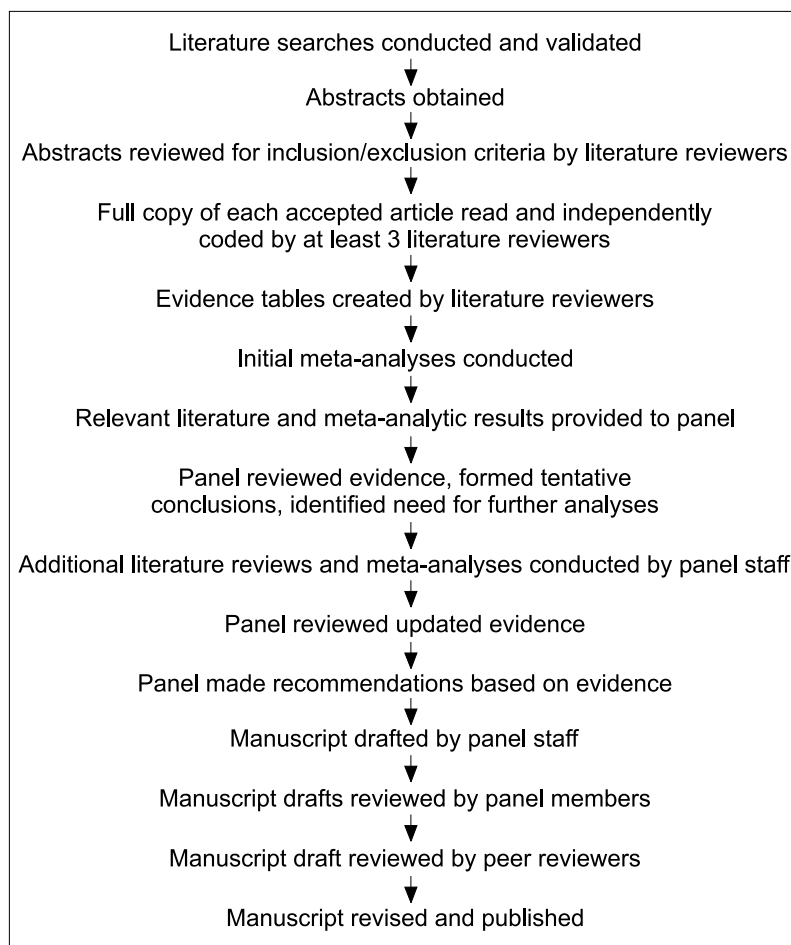 Literature searches conducted and validated
Abstracts obtained
Abstracts reviewed for inclusion/exclusion criteria by literature reviewers
Full copy of each accepted article read and independently
coded by at least 3 literature reviewers
Evidence tables created by literature reviewers
Initial meta-analyses conducted
Relevant literature and meta-analytic results provided to panel
Panel reviewed evidence, formed tentative
conclusions, identified need for further analyses
Additional literature reviews and meta-analyses conducted by panel staff
Panel reviewed updated evidence
Panel made recommendations based on evidence
Manuscript drafted by panel staff
Manuscript drafts reviewed by panel members
Manuscript draft reviewed by peer reviewers
Manuscript revised and published